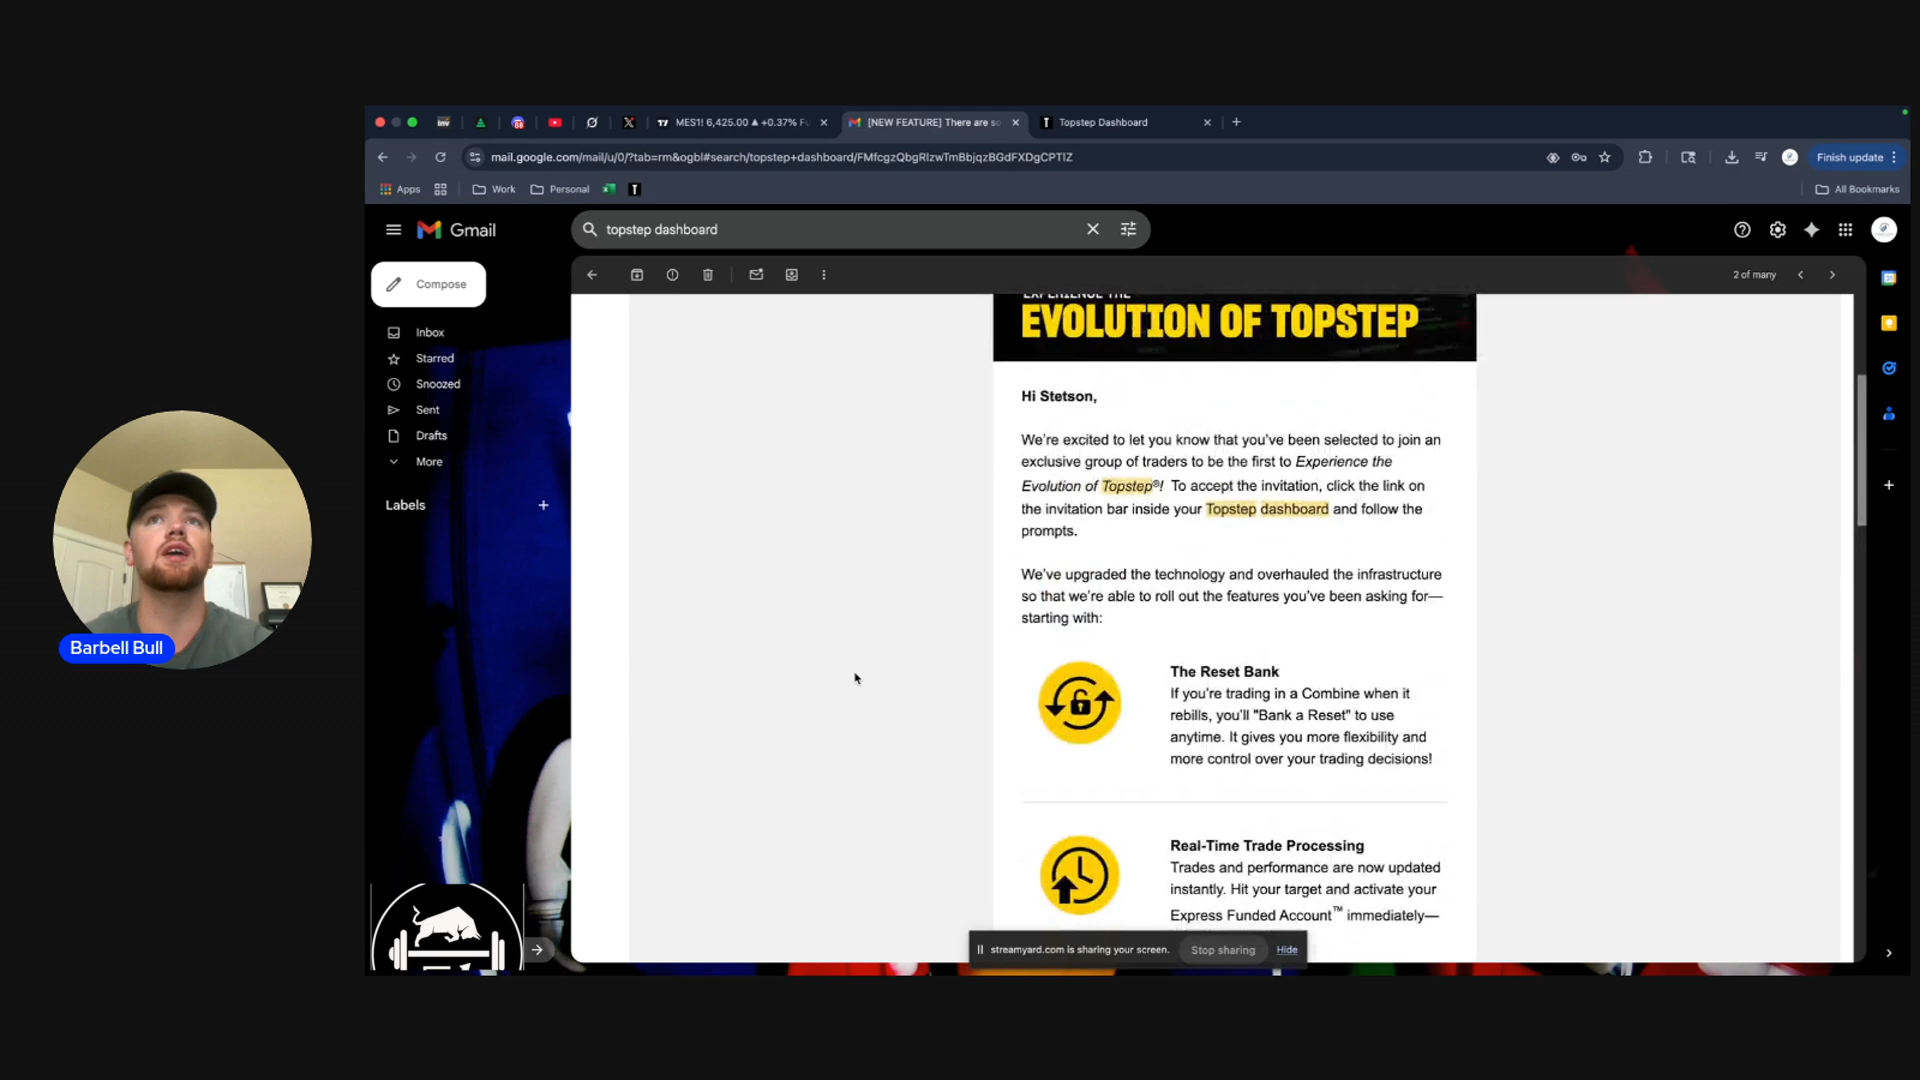 MES1! 6,425.00 ▲ +0.37% Fu
[NEW FEATURE] There are so
Topstep Dashboard
mail.google.com/mail/u/0/?tab=rm&ogbl#search/topstep+dashboard/FMfcgzQbgRlzwTmBbjqzBGdFXDgCPTlZ
Finish update
Apps
Work
Personal
All Bookmarks
Gmail
topstep dashboard
Compose
2 of many
Inbox
Starred
Snoozed
Sent
Drafts
More
Labels
EXPERIENCE THE
EVOLUTION OF TOPSTEP
Hi Stetson,
We're excited to let you know that you've been selected to join an
exclusive group of traders to be the first to Experience the
Evolution of Topstep®! To accept the invitation, click the link on
the invitation bar inside your Topstep dashboard and follow the
prompts.
We've upgraded the technology and overhauled the infrastructure
so that we're able to roll out the features you've been asking for—
starting with:
The Reset Bank
If you're trading in a Combine when it
rebills, you'll "Bank a Reset" to use
anytime. It gives you more flexibility and
more control over your trading decisions!
Real-Time Trade Processing
Trades and performance are now updated
instantly. Hit your target and activate your
Express Funded Account™ immediately—
streamyard.com is sharing your screen.
Stop sharing
Hide
Barbell Bull